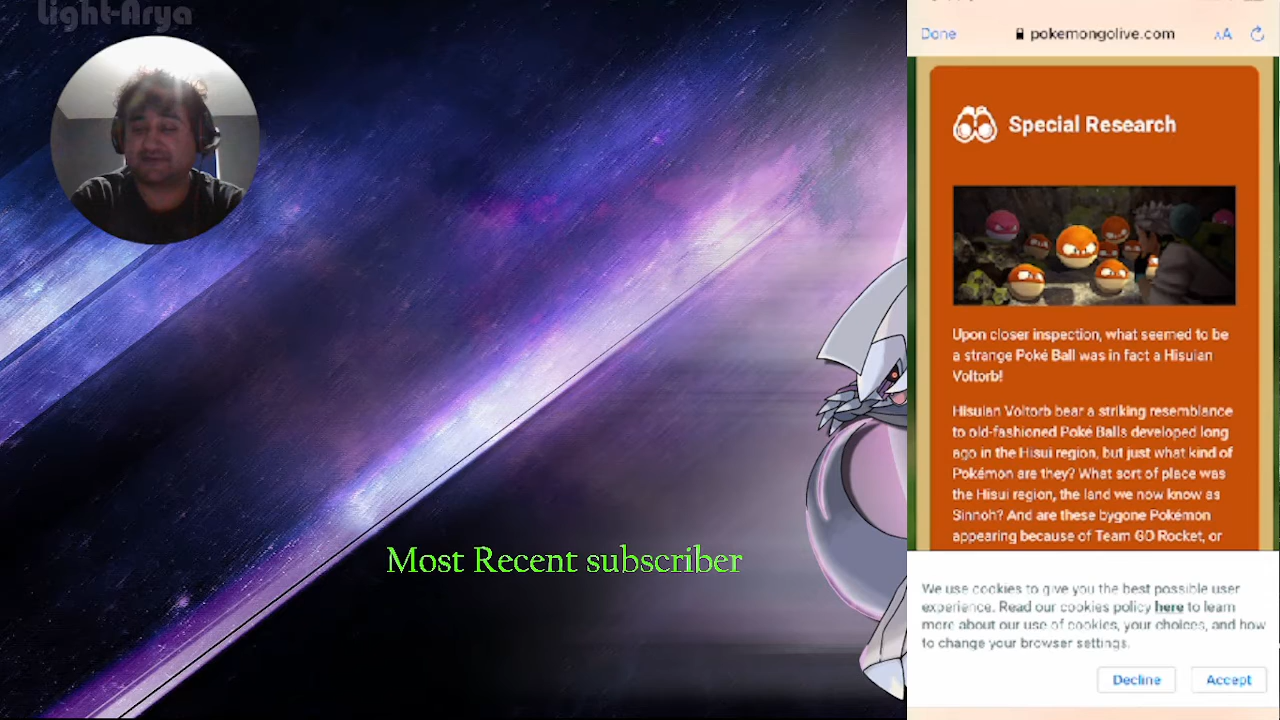 Light-Arya
Done
pokemongolive.com
AA
Special Research
Upon closer inspection, what seemed to be
a strange Poké Ball was in fact a Hisuian
Voltorb!
Hisuian Voltorb bear a striking resemblance
to old-fashioned Poké Balls developed long
ago in the Hisui region, but just what kind of
Pokémon are they? What sort of place was
the Hisui region, the land we now know as
Sinnoh? And are these bygone Pokémon
appearing because of Team GO Rocket, or
Most Recent subscriber
We use cookies to give you the best possible user
experience. Read our cookies policy here to learn
more about our use of cookies, your choices, and how
to change your browser settings.
Decline
Accept